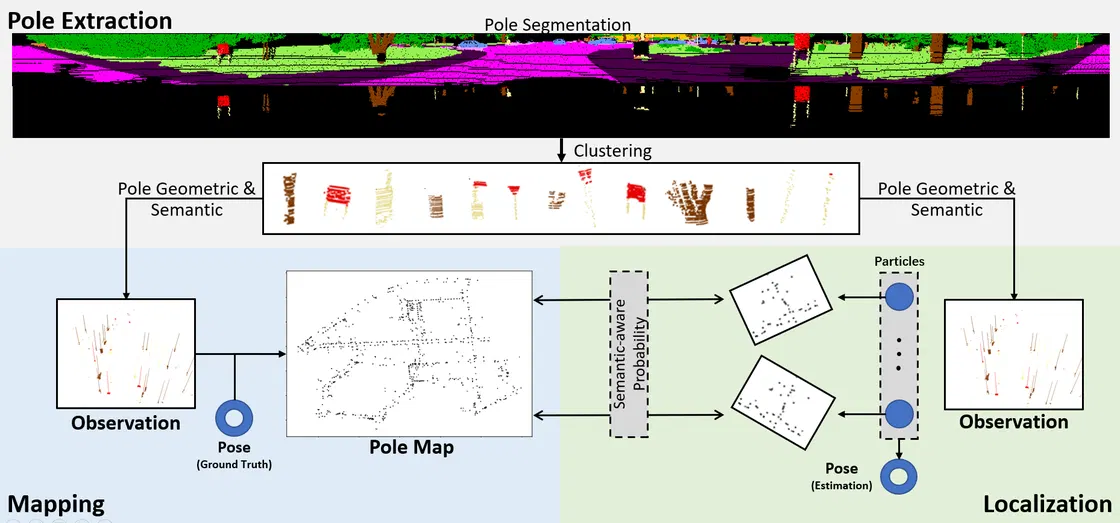 Pole Extraction
Pole Segmentation
Clustering
Pole Geometric &
Semantic
Pole Geometric &
Semantic
Observation
Pose
(Ground Truth)
Pole Map
Semantic-aware
Probability
Particles
Pose
(Estimation)
Observation
Mapping
Localization